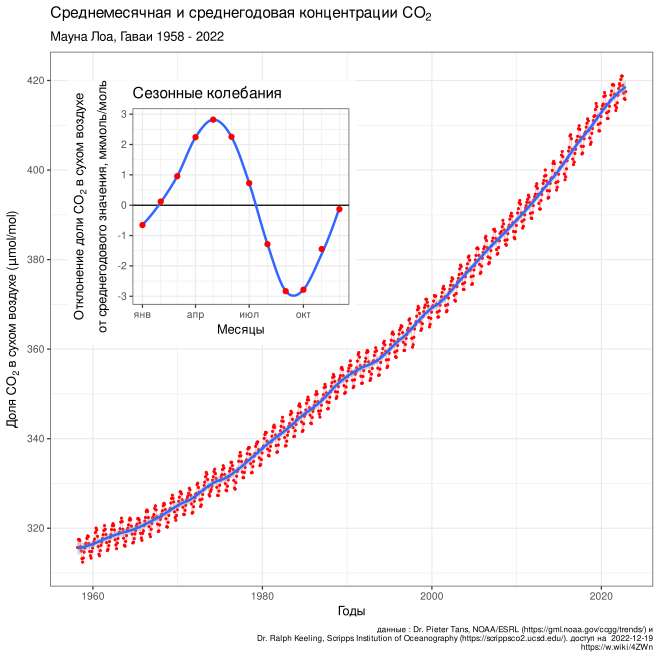 Среднемесячная и среднегодовая концентрации CO₂
Мауна Лоа, Гаваи 1958 - 2022
Доля CO₂ в сухом воздухе (µmol/mol)
420
400
380
360
340
320
Отклонение доли CO₂ в сухом воздухе
от среднегодового значения, мкмоль/моль
Сезонные колебания
3
2
1
0
-1
-2
-3
янв
апр
июл
окт
Месяцы
1960
1980
2000
2020
Годы
данные : Dr. Pieter Tans, NOAA/ESRL (https://gml.noaa.gov/ccgg/trends/) и
Dr. Ralph Keeling, Scripps Institution of Oceanography (https://scrippsco2.ucsd.edu/). доступ на 2022-12-19
https://w.wiki/4ZWn